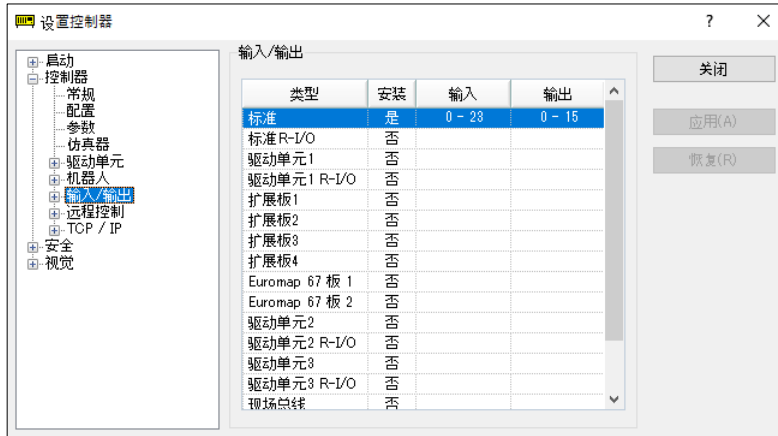 设置控制器
?
×
启动
控制器
常规
配置
参数
仿真器
驱动单元
机器人
输入/输出
远程控制
TCP / IP
安全
视觉
输入/输出
类型 安装 输入 输出
标准 是 0 - 23 0 - 15
标准R-I/O 否
驱动单元1 否
驱动单元1 R-I/O 否
扩展板1 否
扩展板2 否
扩展板3 否
扩展板4 否
Euromap 67 板 1 否
Euromap 67 板 2 否
驱动单元2 否
驱动单元2 R-I/O 否
驱动单元3 否
驱动单元3 R-I/O 否
现场总线 否
关闭
应用(A)
恢复(R)